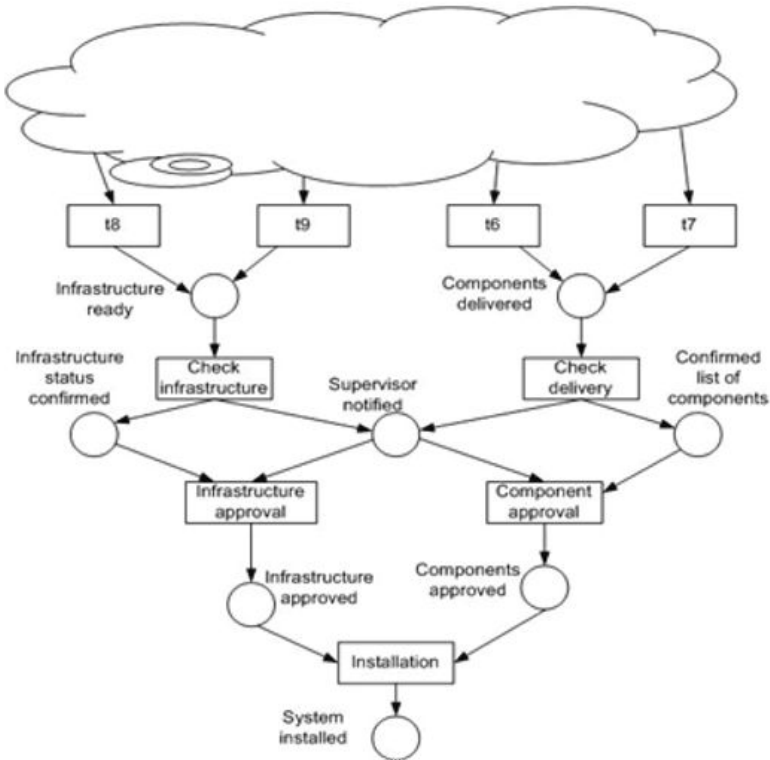 t8
t9
t6
t7
Infrastructure
ready
Components
delivered
Infrastructure
status
confirmed
Check
infrastructure
Supervisor
notified
Check
delivery
Confirmed
list of
components
Infrastructure
approval
Component
approval
Infrastructure
approved
Components
approved
Installation
System
installed